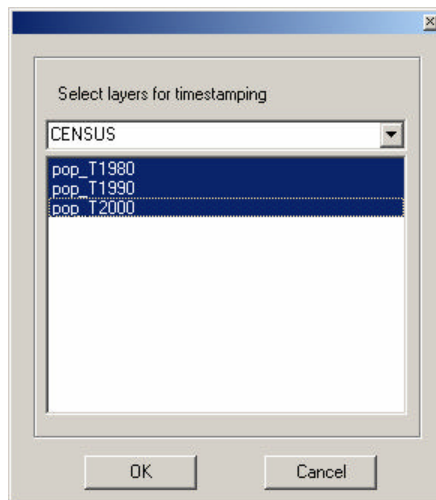 Select layers for timestamping
CENSUS
pop_T1980
pop_T1990
pop_T2000
OK
Cancel